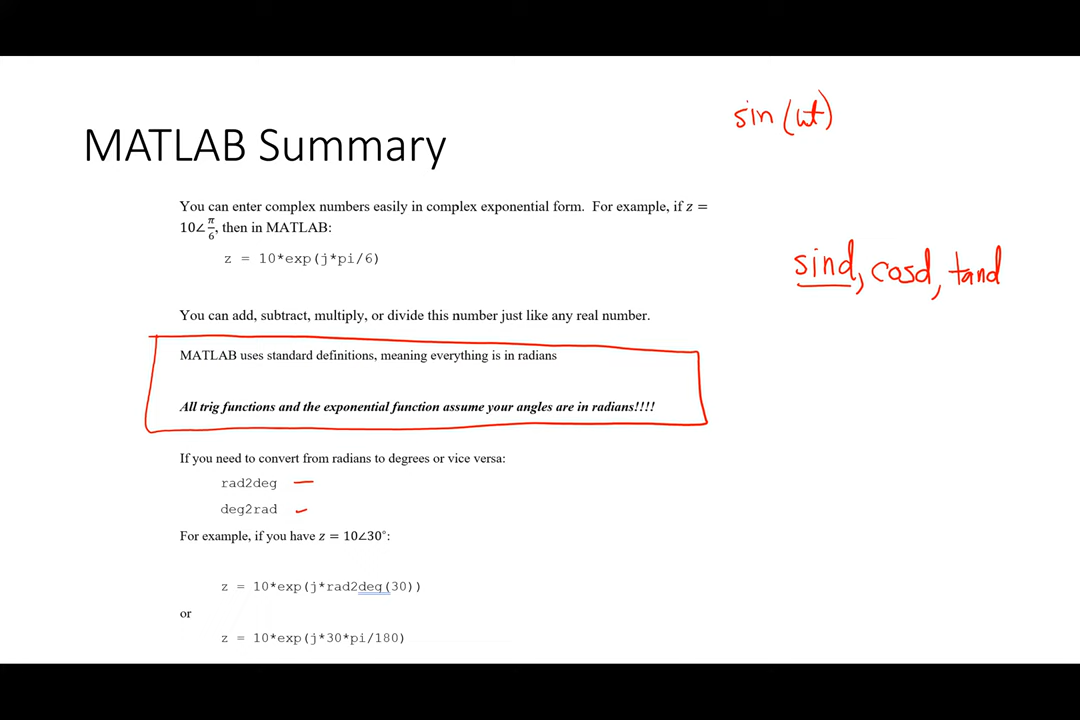 sin (ωt)
MATLAB Summary
You can enter complex numbers easily in complex exponential form. For example, if z =
10∠π/6, then in MATLAB:
z = 10*exp(j*pi/6)
sind, cosd, tand
You can add, subtract, multiply, or divide this number just like any real number.
MATLAB uses standard definitions, meaning everything is in radians
All trig functions and the exponential function assume your angles are in radians!!!!
If you need to convert from radians to degrees or vice versa:
rad2deg
deg2rad
For example, if you have z = 10∠30°:
z = 10*exp(j*rad2deg(30))
or
z = 10*exp(j*30*pi/180)